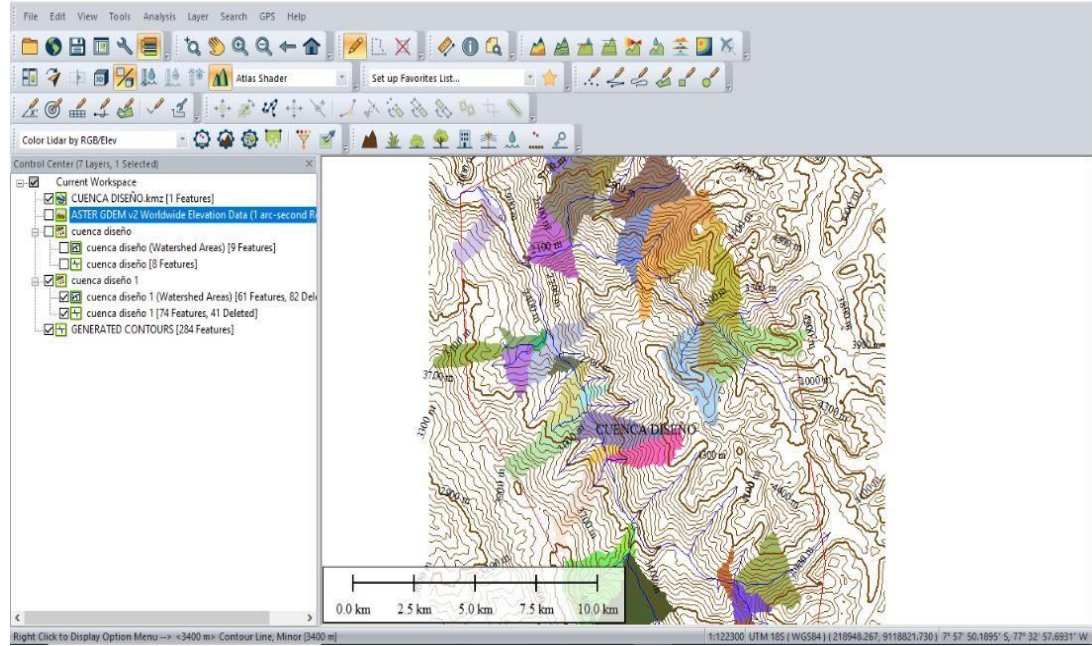 File Edit View Tools Analysis Layer Search GPS Help
Atlas Shader
Set up Favorites List...
Color Lidar by RGB/Elev
Control Center (7 Layers, 1 Selected)
Current Workspace
CUENCA DISEÑO.kmz [1 Features]
ASTER GDEM v2 Worldwide Elevation Data (1 arc-second R
cuenca diseño
cuenca diseño (Watershed Areas) [9 Features]
cuenca diseño [8 Features]
cuenca diseño 1
cuenca diseño 1 (Watershed Areas) [61 Features, 82 Del
cuenca diseño 1 [74 Features, 41 Deleted]
GENERATED CONTOURS [284 Features]
2100 m
3700 m
3300 m
CUENCA DISEÑO
4300 m
4400 m
0.0 km 2.5 km 5.0 km 7.5 km 10.0 km
Right Click to Display Option Menu --> <3400 m> Contour Line, Minor [3400 m]
1:122300 UTM 18S ( WGS84 ) ( 218948.267, 9118821.730 ) 7° 57' 50.1895" S, 77° 32' 57.6931" W